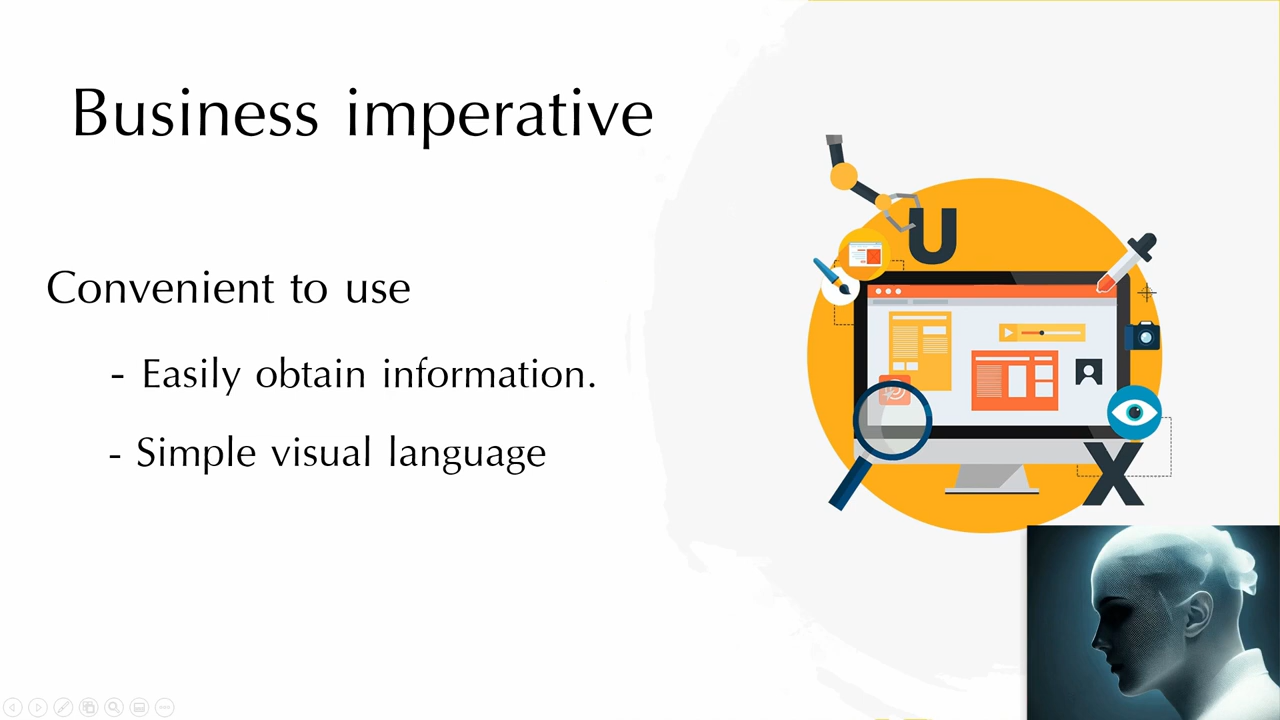 Business imperative
Convenient to use
- Easily obtain information.
- Simple visual language
U
X